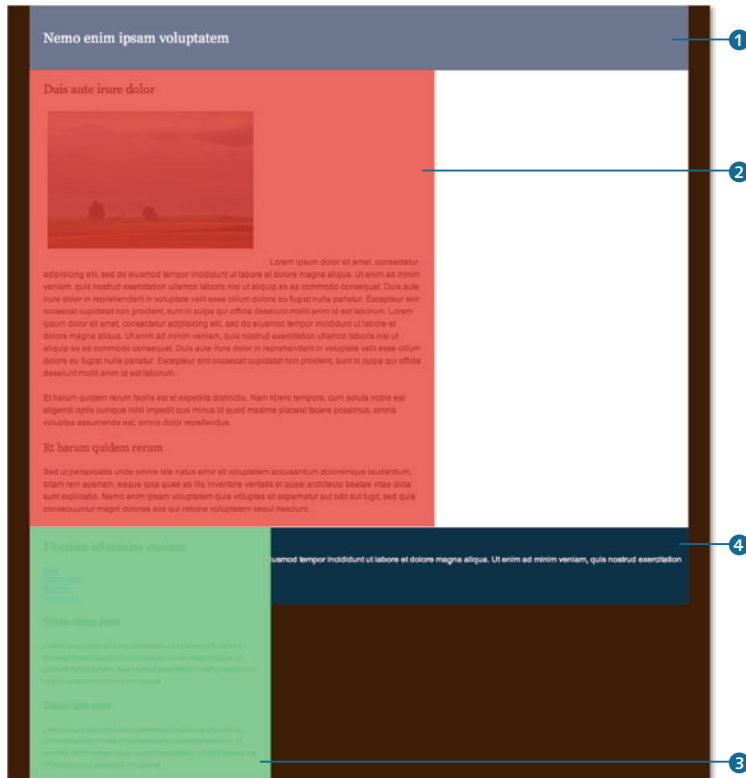 Nemo enim ipsam voluptatem
1
Duis aute irure dolor
2
Lorem ipsum dolor sit amet, consectetur
adipisicing elit, sed do eiusmod tempor incididunt ut labore et dolore magna aliqua. Ut enim ad minim
veniam, quis nostrud exercitation ullamco laboris nisi ut aliquip ex ea commodo consequat. Duis aute
irure dolor in reprehenderit in voluptate velit esse cillum dolore eu fugiat nulla pariatur. Excepteur sint
occaecat cupidatat non proident, sunt in culpa qui officia deserunt mollit anim id est laborum. Lorem
ipsum dolor sit amet, consectetur adipisicing elit, sed do eiusmod tempor incididunt ut labore et
dolore magna aliqua. Ut enim ad minim veniam, quis nostrud exercitation ullamco laboris nisi ut
aliquip ex ea commodo consequat. Duis aute irure dolor in reprehenderit in voluptate velit esse cillum
dolore eu fugiat nulla pariatur. Excepteur sint occaecat cupidatat non proident, sunt in culpa qui officia
deserunt mollit anim id est laborum.
Et harum quidem rerum facilis est et expedita distinctio. Nam libero tempore, cum soluta nobis est
eligendi optio cumque nihil impedit quo minus id quod maxime placeat facere possimus, omnis
voluptas assumenda est, omnis dolor repellendus.
Et harum quidem rerum
Sed ut perspiciatis unde omnis iste natus error sit voluptatem accusantium doloremque laudantium,
totam rem aperiam, eaque ipsa quae ab illo inventore veritatis et quasi architecto beatae vitae dicta
sunt explicabo. Nemo enim ipsam voluptatem quia voluptas sit aspernatur aut odit aut fugit, sed quia
consequuntur magni dolores eos qui ratione voluptatem sequi nesciunt.
Ut enim ad minim veniam
4
usmod tempor incididunt ut labore et dolore magna aliqua. Ut enim ad minim veniam, quis nostrud exercitation
Vitae dicta sunt
3